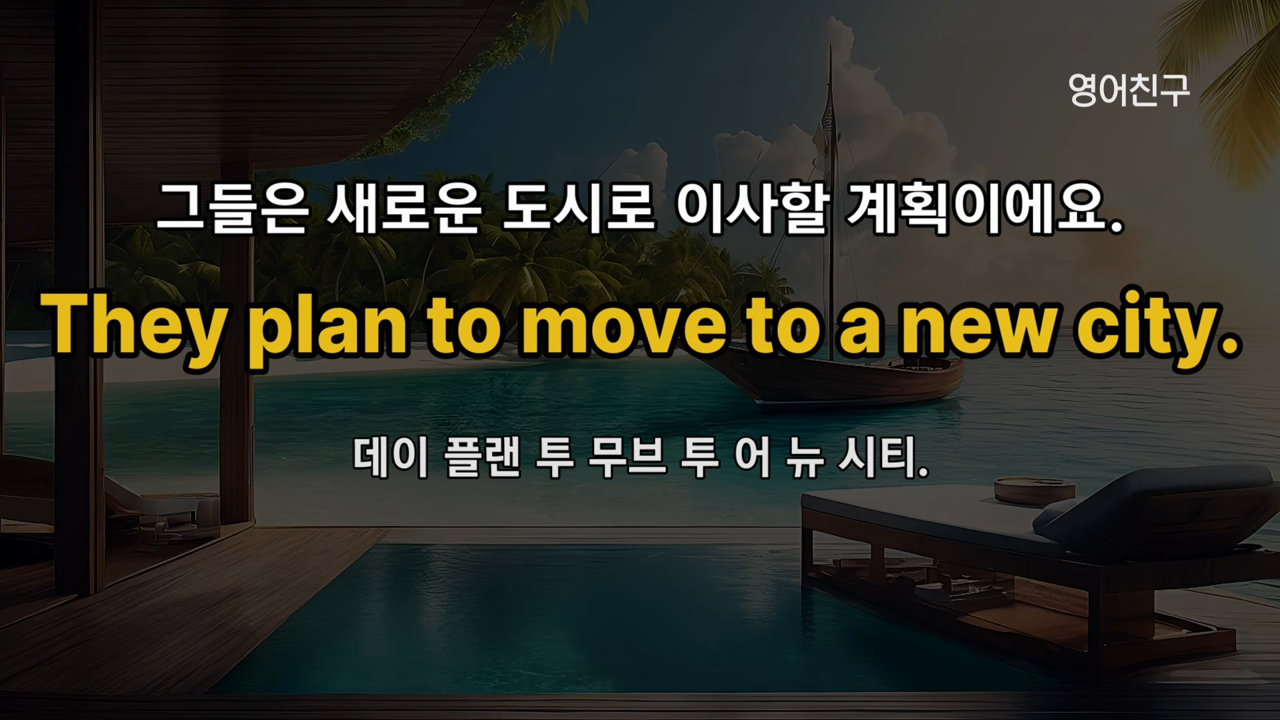 영어친구
그들은 새로운 도시로 이사할 계획이에요.
They plan to move to a new city.
데이 플랜 투 무브 투 어 뉴 시티.